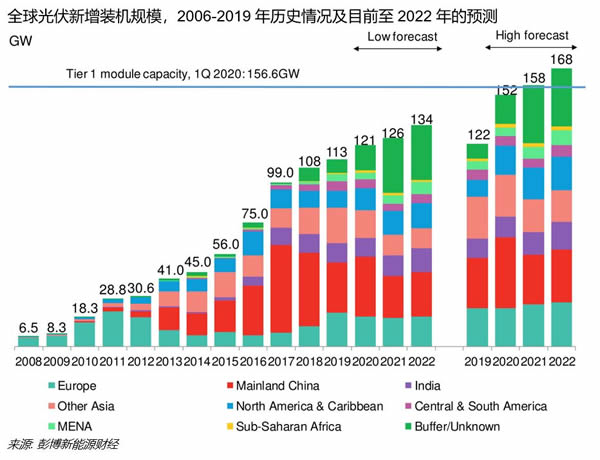 全球光伏新增装机规模，2006-2019 年历史情况及目前至 2022 年的预测
GW
Low forecast
High forecast
Tier 1 module capacity, 1Q 2020: 156.6GW
6.5
8.3
18.3
28.8
30.6
41.0
45.0
56.0
75.0
99.0
108
113
121
126
134
122
152
158
168
2008 2009 2010 2011 2012 2013 2014 2015 2016 2017 2018 2019 2020 2021 2022 2019 2020 2021 2022
Europe Mainland China India
Other Asia North America & Caribbean Central & South America
MENA Sub-Saharan Africa Buffer/Unknown
来源: 彭博新能源财经